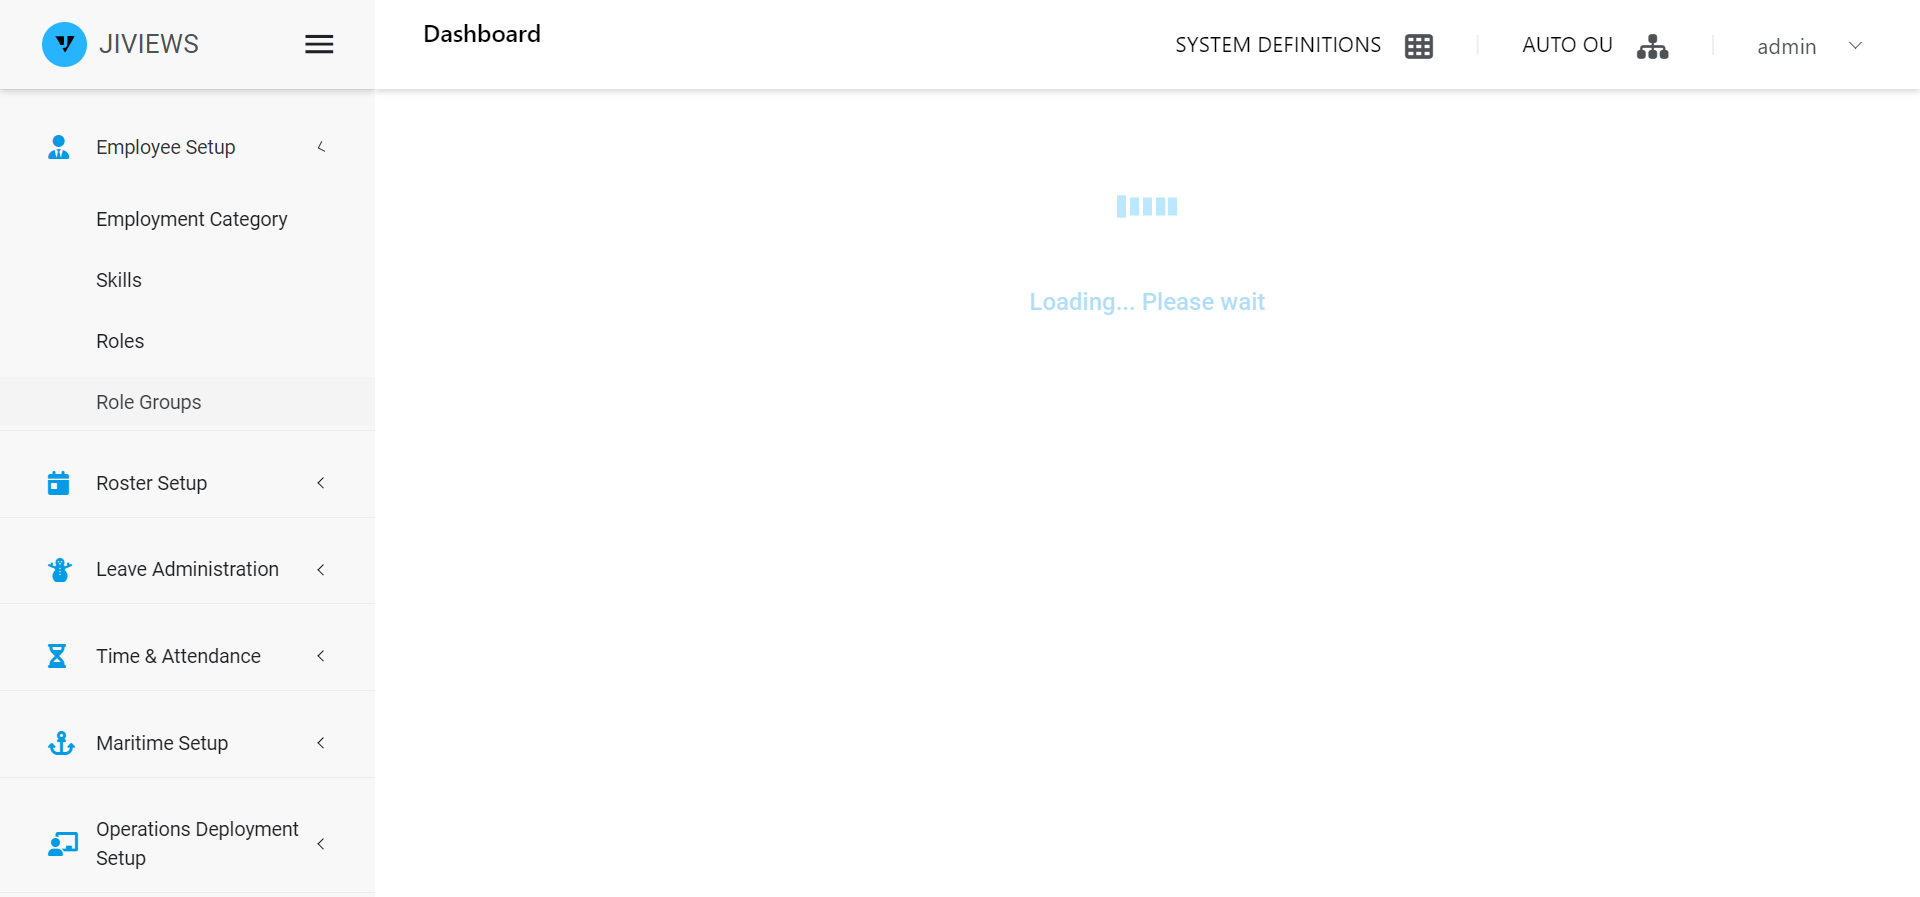 JIVIEWS
Dashboard
SYSTEM DEFINITIONS
AUTO OU
admin
Employee Setup
Employment Category
Skills
Roles
Role Groups
Roster Setup
Leave Administration
Time & Attendance
Maritime Setup
Operations Deployment
Setup
Loading... Please wait